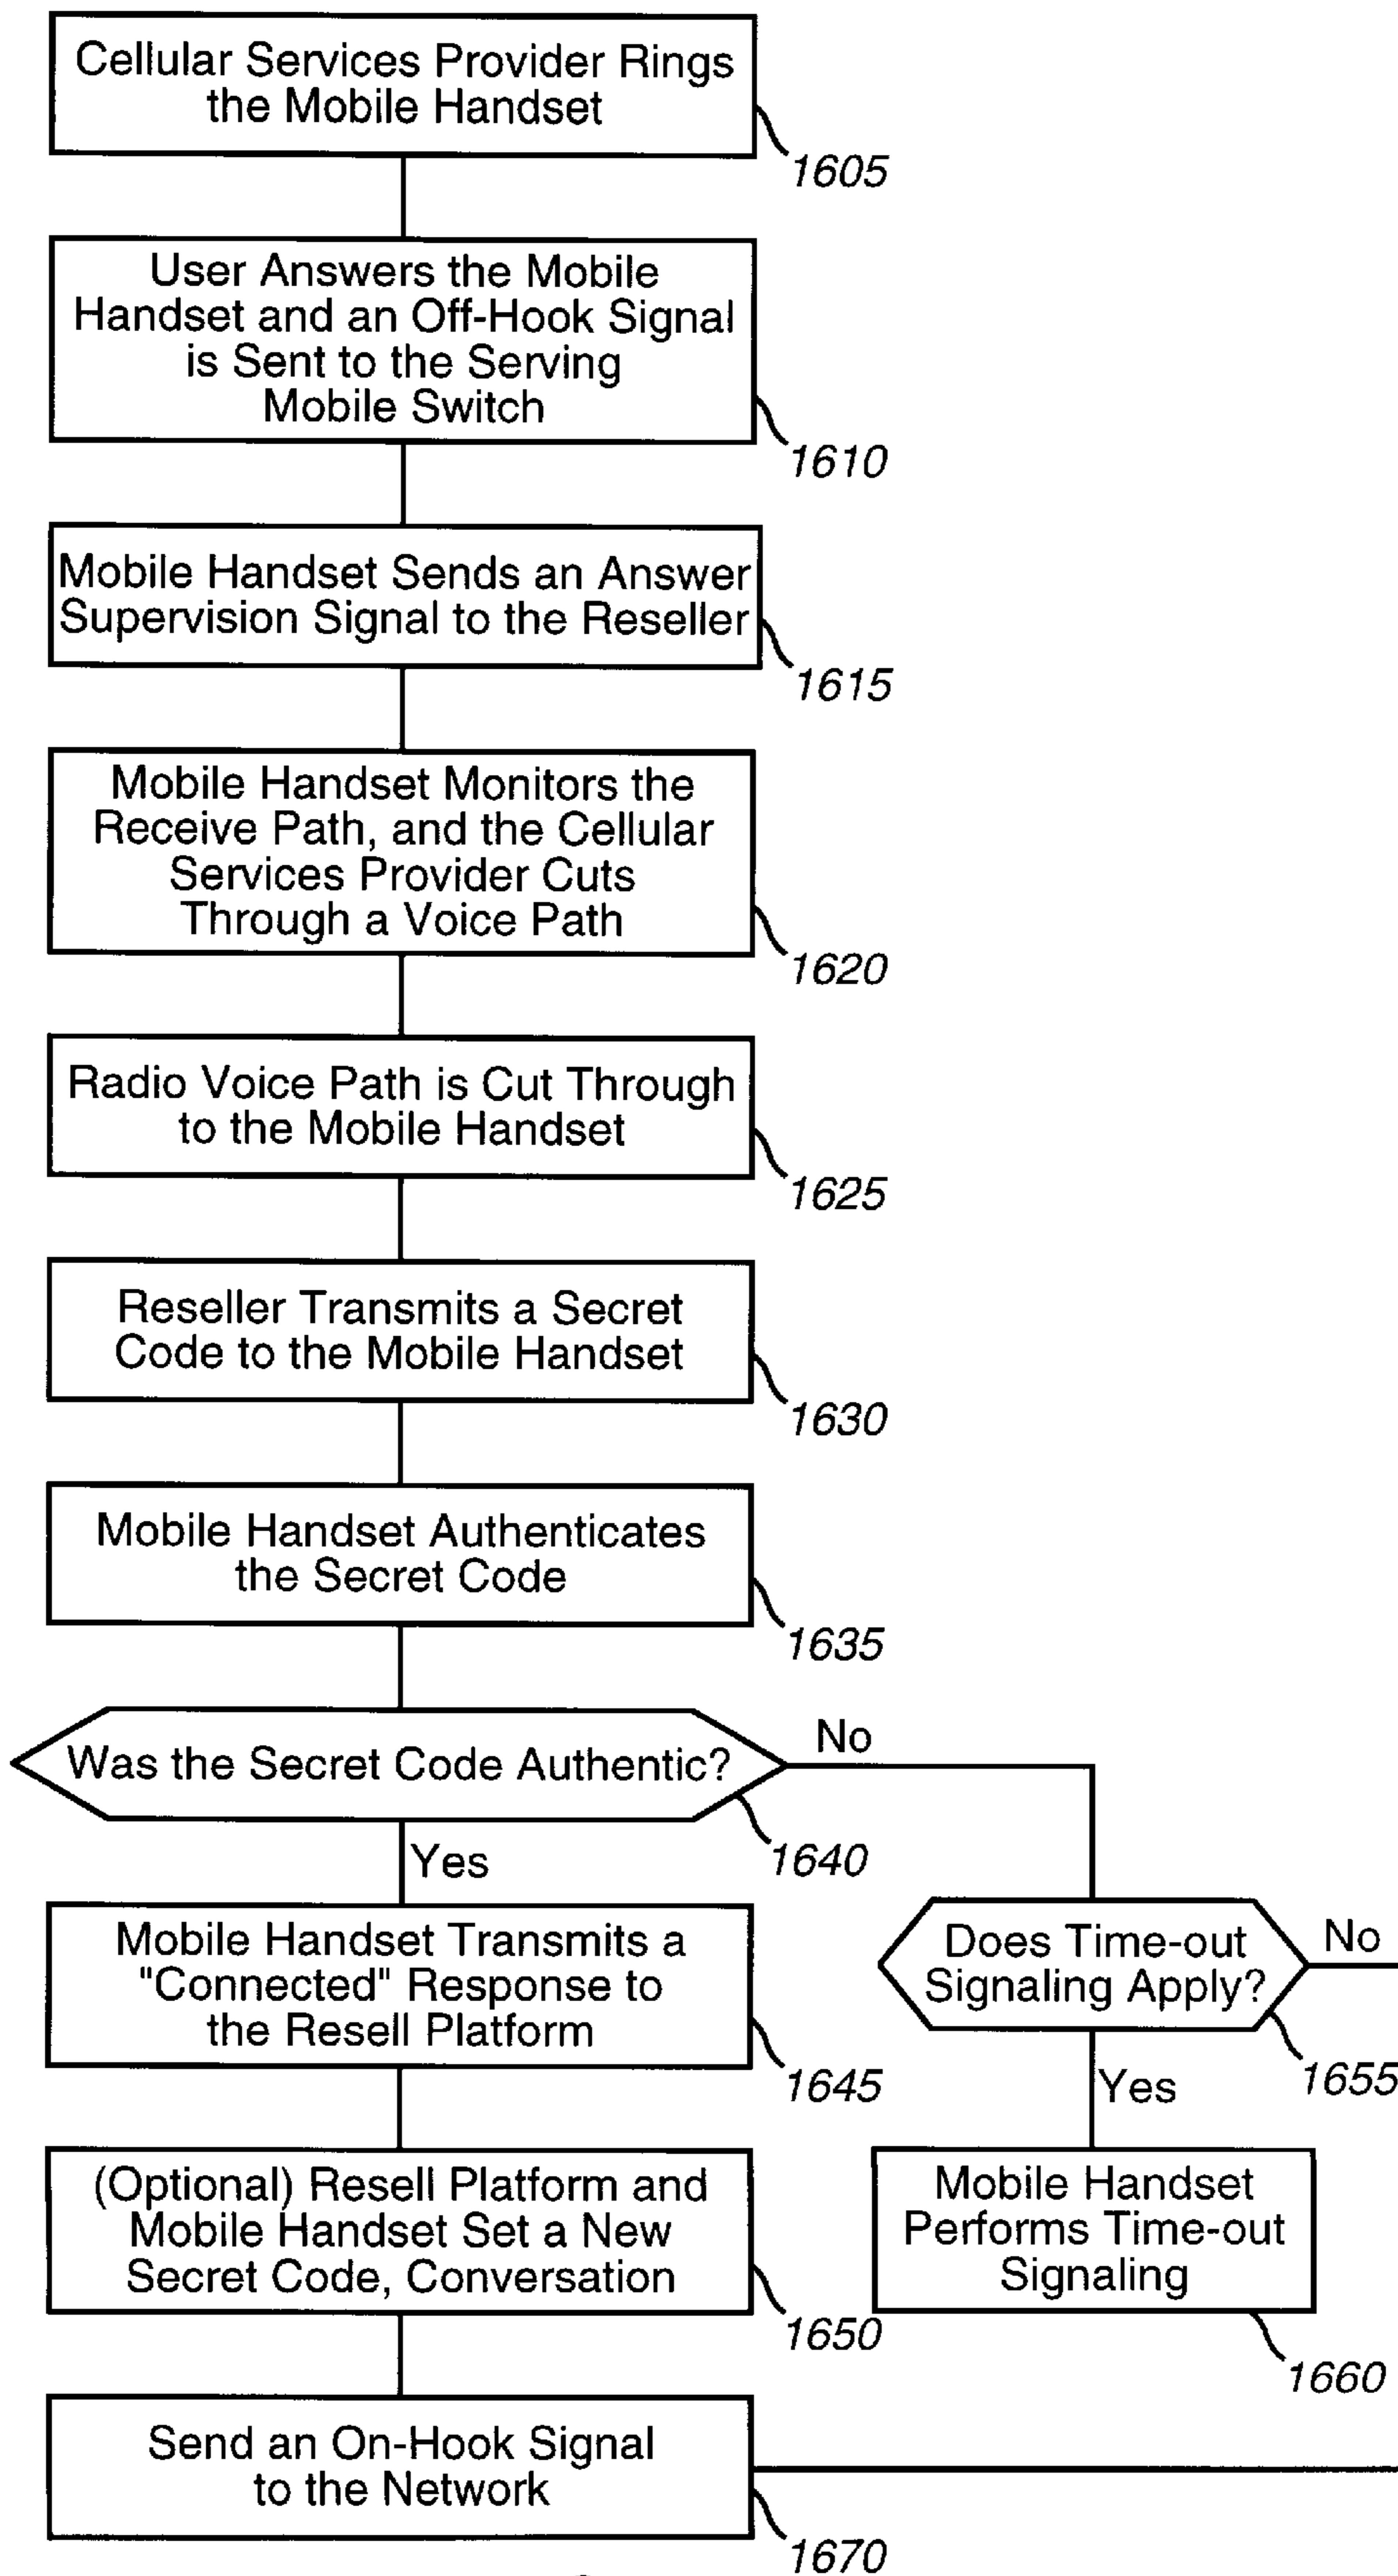 Cellular Services Provider Rings
the Mobile Handset
1605
User Answers the Mobile
Handset and an Off-Hook Signal
is Sent to the Serving
Mobile Switch
1610
Mobile Handset Sends an Answer
Supervision Signal to the Reseller
1615
Mobile Handset Monitors the
Receive Path, and the Cellular
Services Provider Cuts
Through a Voice Path
1620
Radio Voice Path is Cut Through
to the Mobile Handset
1625
Reseller Transmits a Secret
Code to the Mobile Handset
1630
Mobile Handset Authenticates
the Secret Code
1635
Was the Secret Code Authentic?
No
1640
Yes
Mobile Handset Transmits a
"Connected" Response to
the Resell Platform
1645
Does Time-out
Signaling Apply?
No
1655
Yes
(Optional) Resell Platform and
Mobile Handset Set a New
Secret Code, Conversation
1650
Mobile Handset
Performs Time-out
Signaling
1660
Send an On-Hook Signal
to the Network
1670